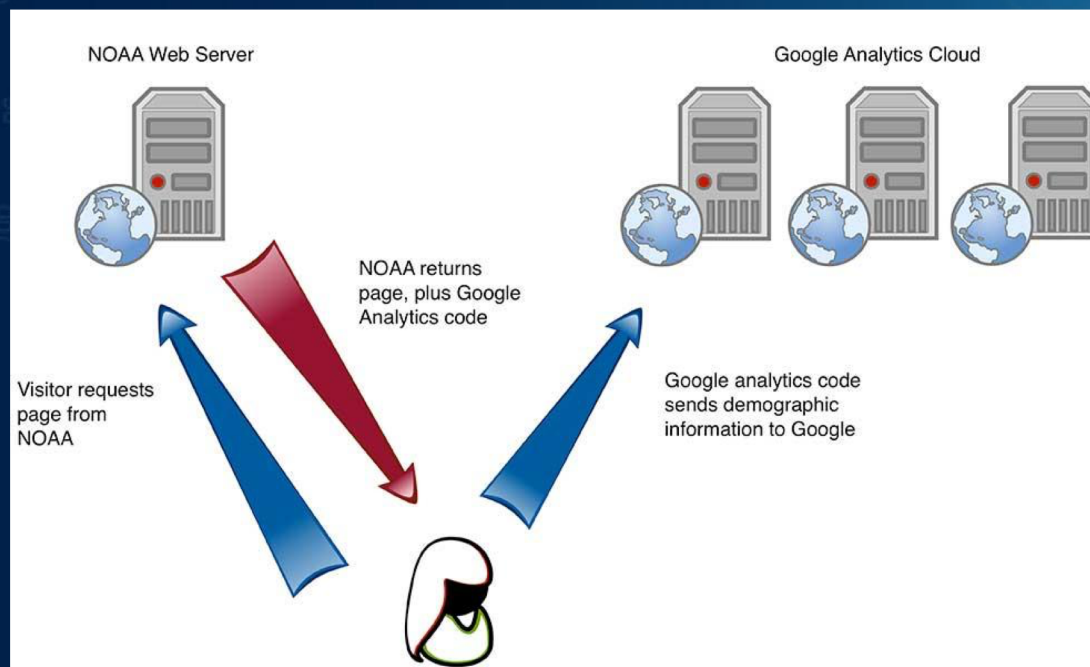 NOAA Web Server
Google Analytics Cloud
NOAA returns
page, plus Google
Analytics code
Visitor requests
page from
NOAA
Google analytics code
sends demographic
information to Google